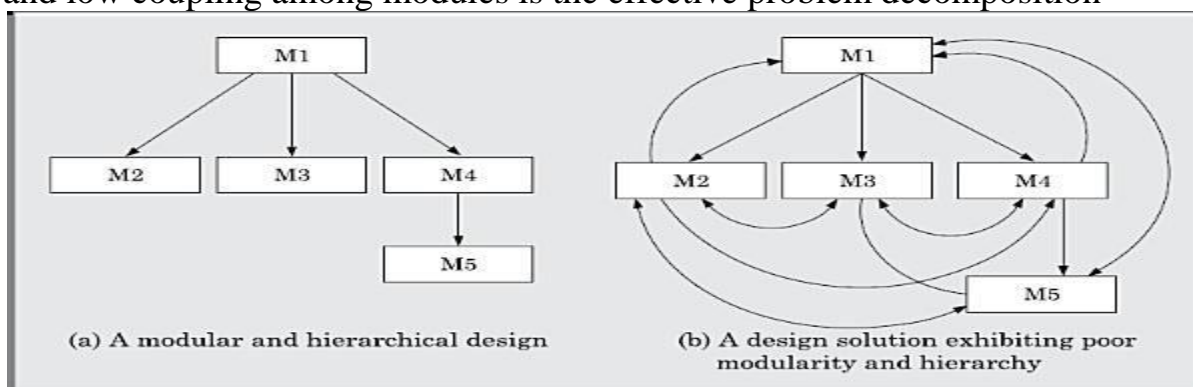 and low coupling among modules is the effective problem decomposition
M1
M2
M3
M4
M5
(a) A modular and hierarchical design
M1
M2
M3
M4
M5
(b) A design solution exhibiting poor
modularity and hierarchy